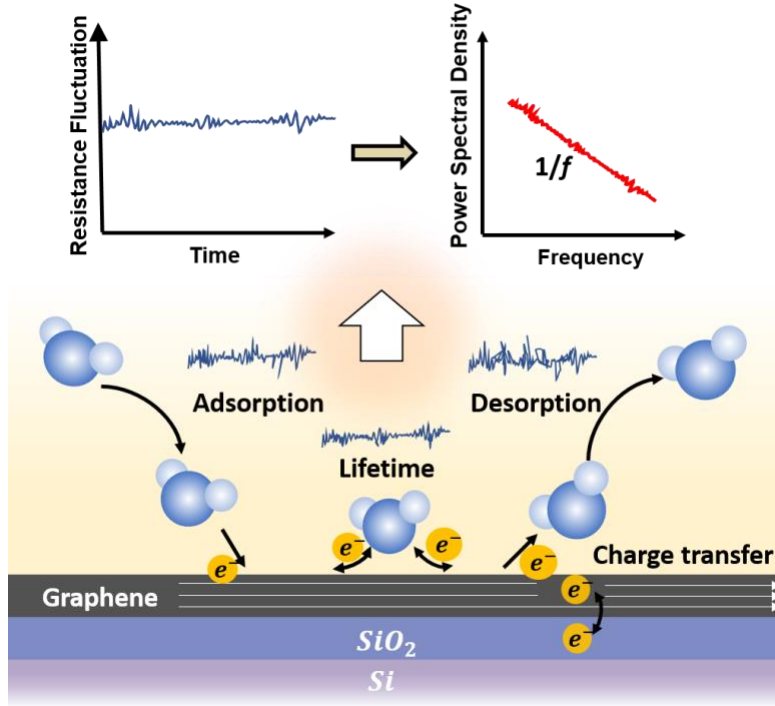 Resistance Fluctuation
Time
Power Spectral Density
1/f
Frequency
Adsorption
Desorption
Lifetime
e⁻
e⁻
e⁻
e⁻
Charge transfer
Graphene
e⁻
SiO₂
e⁻
Si